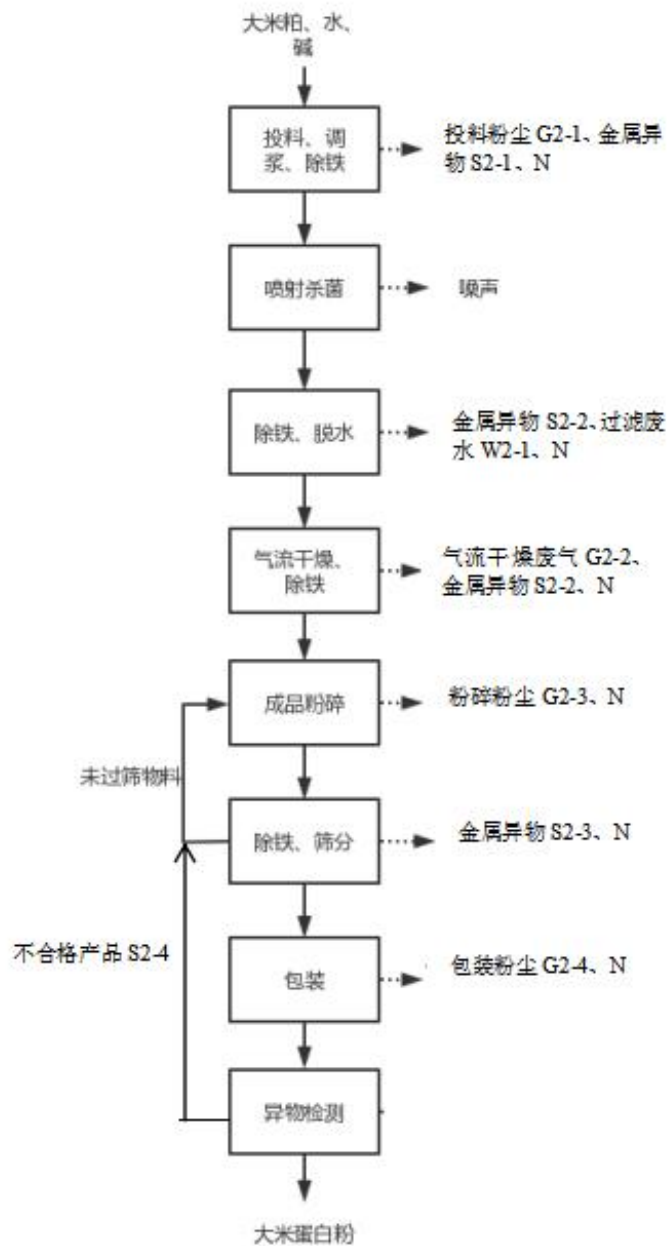 大米粕、水、
碱
投料、调
浆、除铁
投料粉尘 G2-1、金属异
物 S2-1、N
喷射杀菌
噪声
除铁、脱水
金属异物 S2-2、过滤废
水 W2-1、N
气流干燥、
除铁
气流干燥废气 G2-2、
金属异物 S2-2、N
成品粉碎
粉碎粉尘 G2-3、N
未过筛物料
除铁、筛分
金属异物 S2-3、N
不合格产品 S2-4
包装
包装粉尘 G2-4、N
异物检测
大米蛋白粉